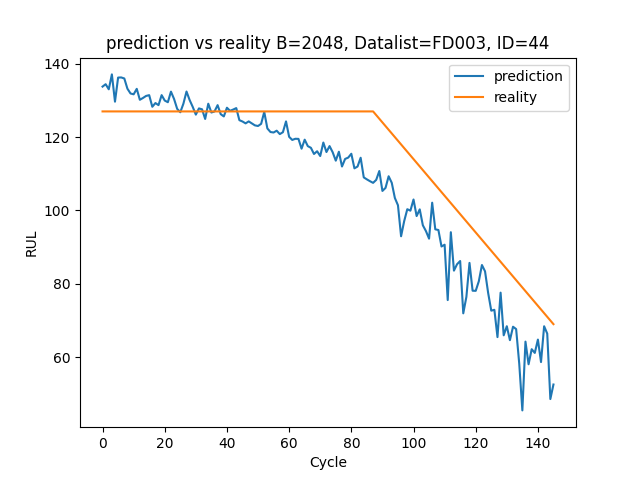 prediction vs reality B=2048, Datalist=FD003, ID=44
prediction
reality
140
120
100
80
60
RUL
0 20 40 60 80 100 120 140
Cycle